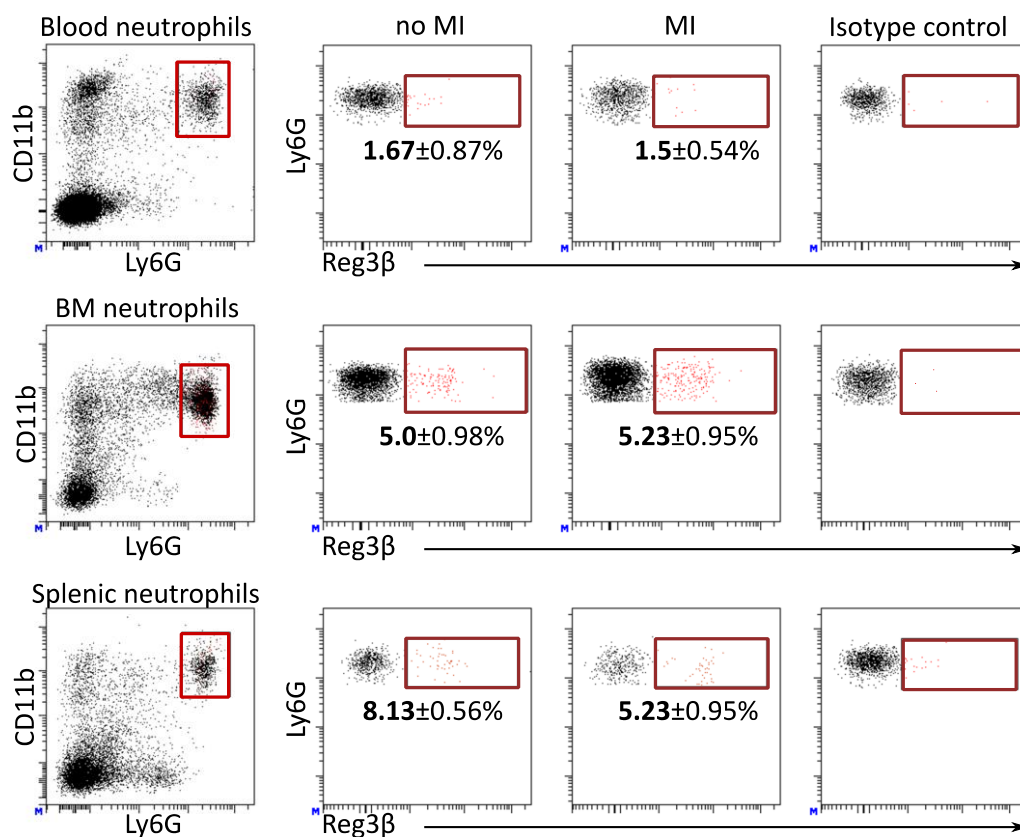 Blood neutrophils
no MI
MI
Isotype control
CD11b
Ly6G
1.67±0.87%
1.5±0.54%
M
M
M
M
Ly6G
Reg3β
BM neutrophils
CD11b
Ly6G
5.0±0.98%
5.23±0.95%
M
M
M
M
Ly6G
Reg3β
Splenic neutrophils
CD11b
Ly6G
8.13±0.56%
5.23±0.95%
M
M
M
M
Ly6G
Reg3β